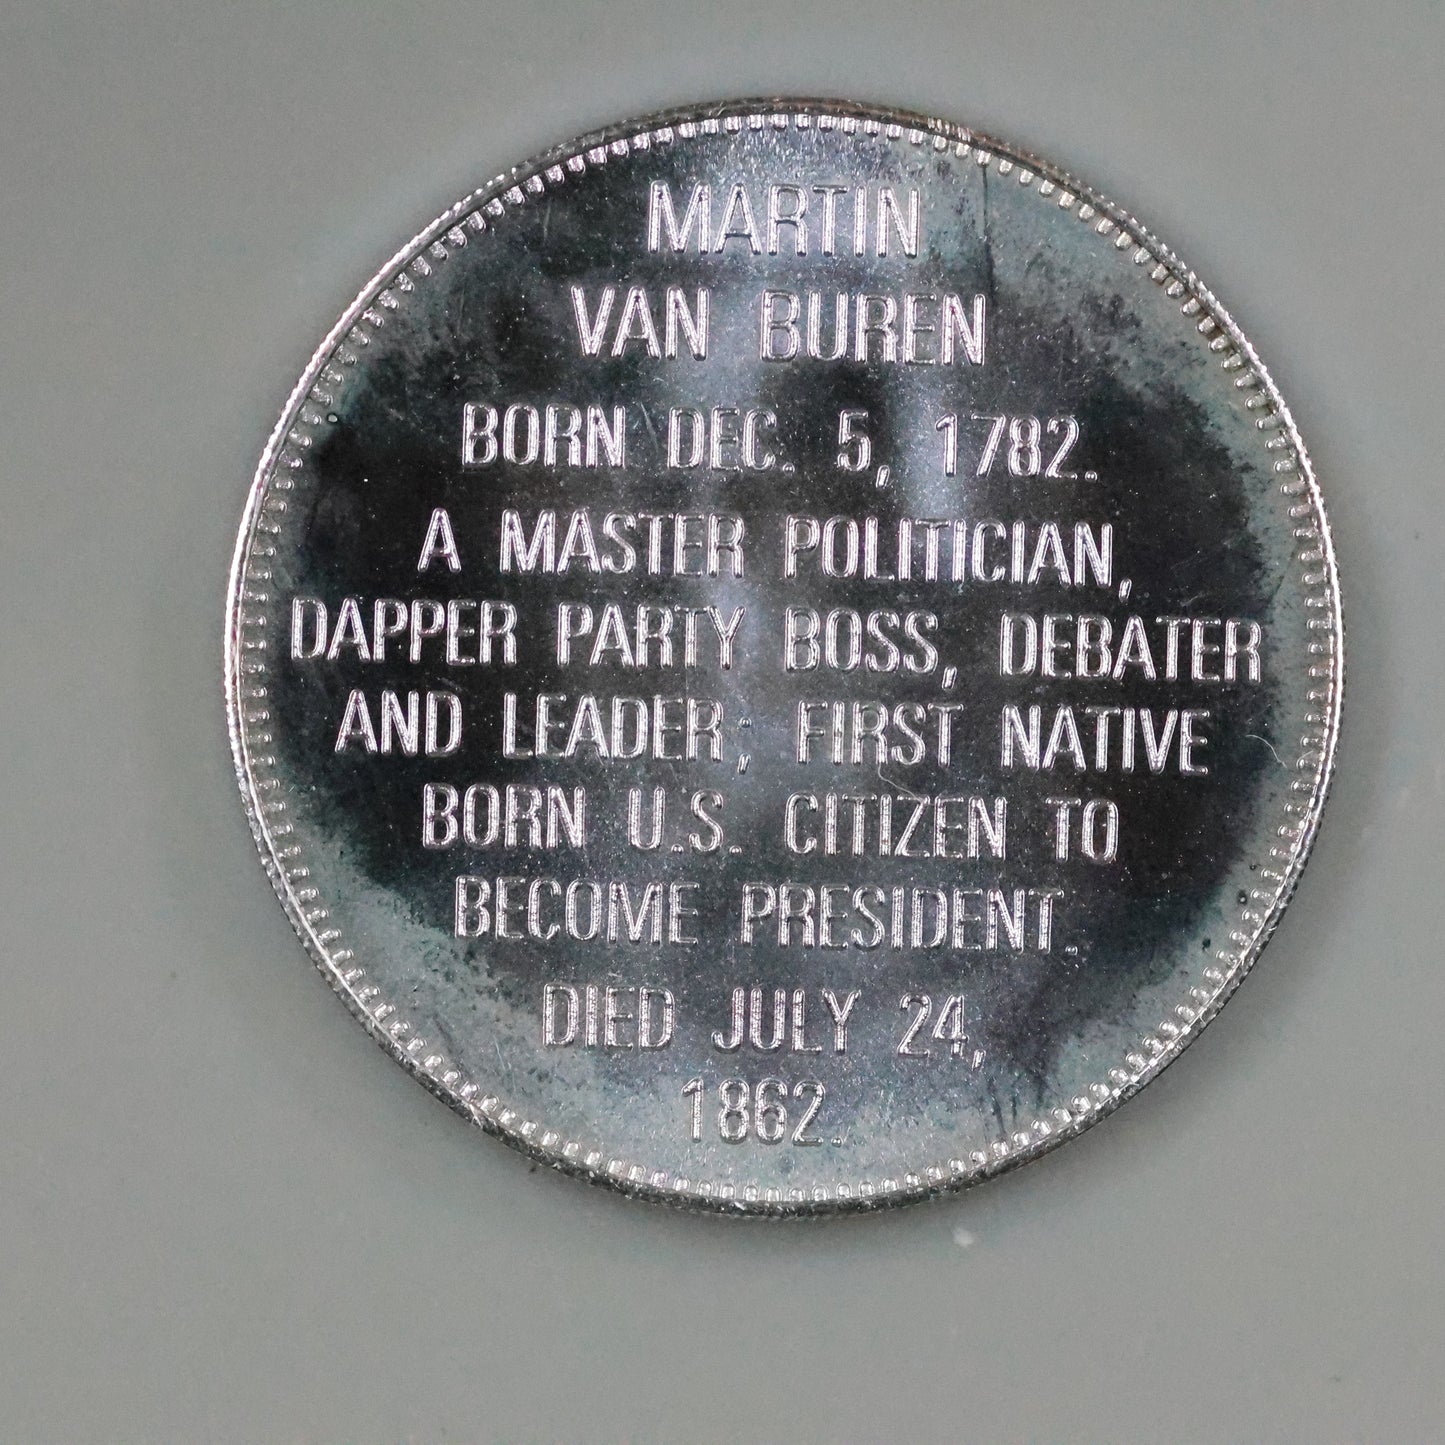 MARTIN
VAN BUREN
BORN DEC. 5, 1782.
A MASTER POLITICIAN,
DAPPER PARTY BOSS, DEBATER
AND LEADER; FIRST NATIVE
BORN U.S. CITIZEN TO
BECOME PRESIDENT.
DIED JULY 24,
1862.